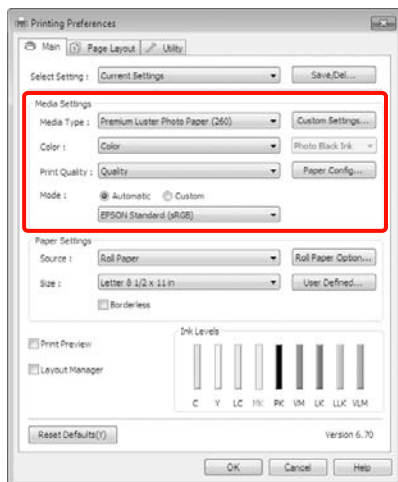 Printing Preferences
Main Page Layout Utility
Select Setting : Current Settings Save/Del...
Media Settings
Media Type : Premium Luster Photo Paper (260) Custom Settings...
Color : Color Photo Black Ink
Print Quality : Quality Paper Config...
Mode : Automatic Custom
EPSON Standard (sRGB)
Paper Settings
Source : Roll Paper Roll Paper Option...
Size : Letter 8 1/2 x 11 in User Defined...
Borderless
Print Preview
Layout Manager
Ink Levels
C Y LC MK PK VM LK LLK VLM
Reset Defaults(Y) Version 6.70
OK Cancel Help